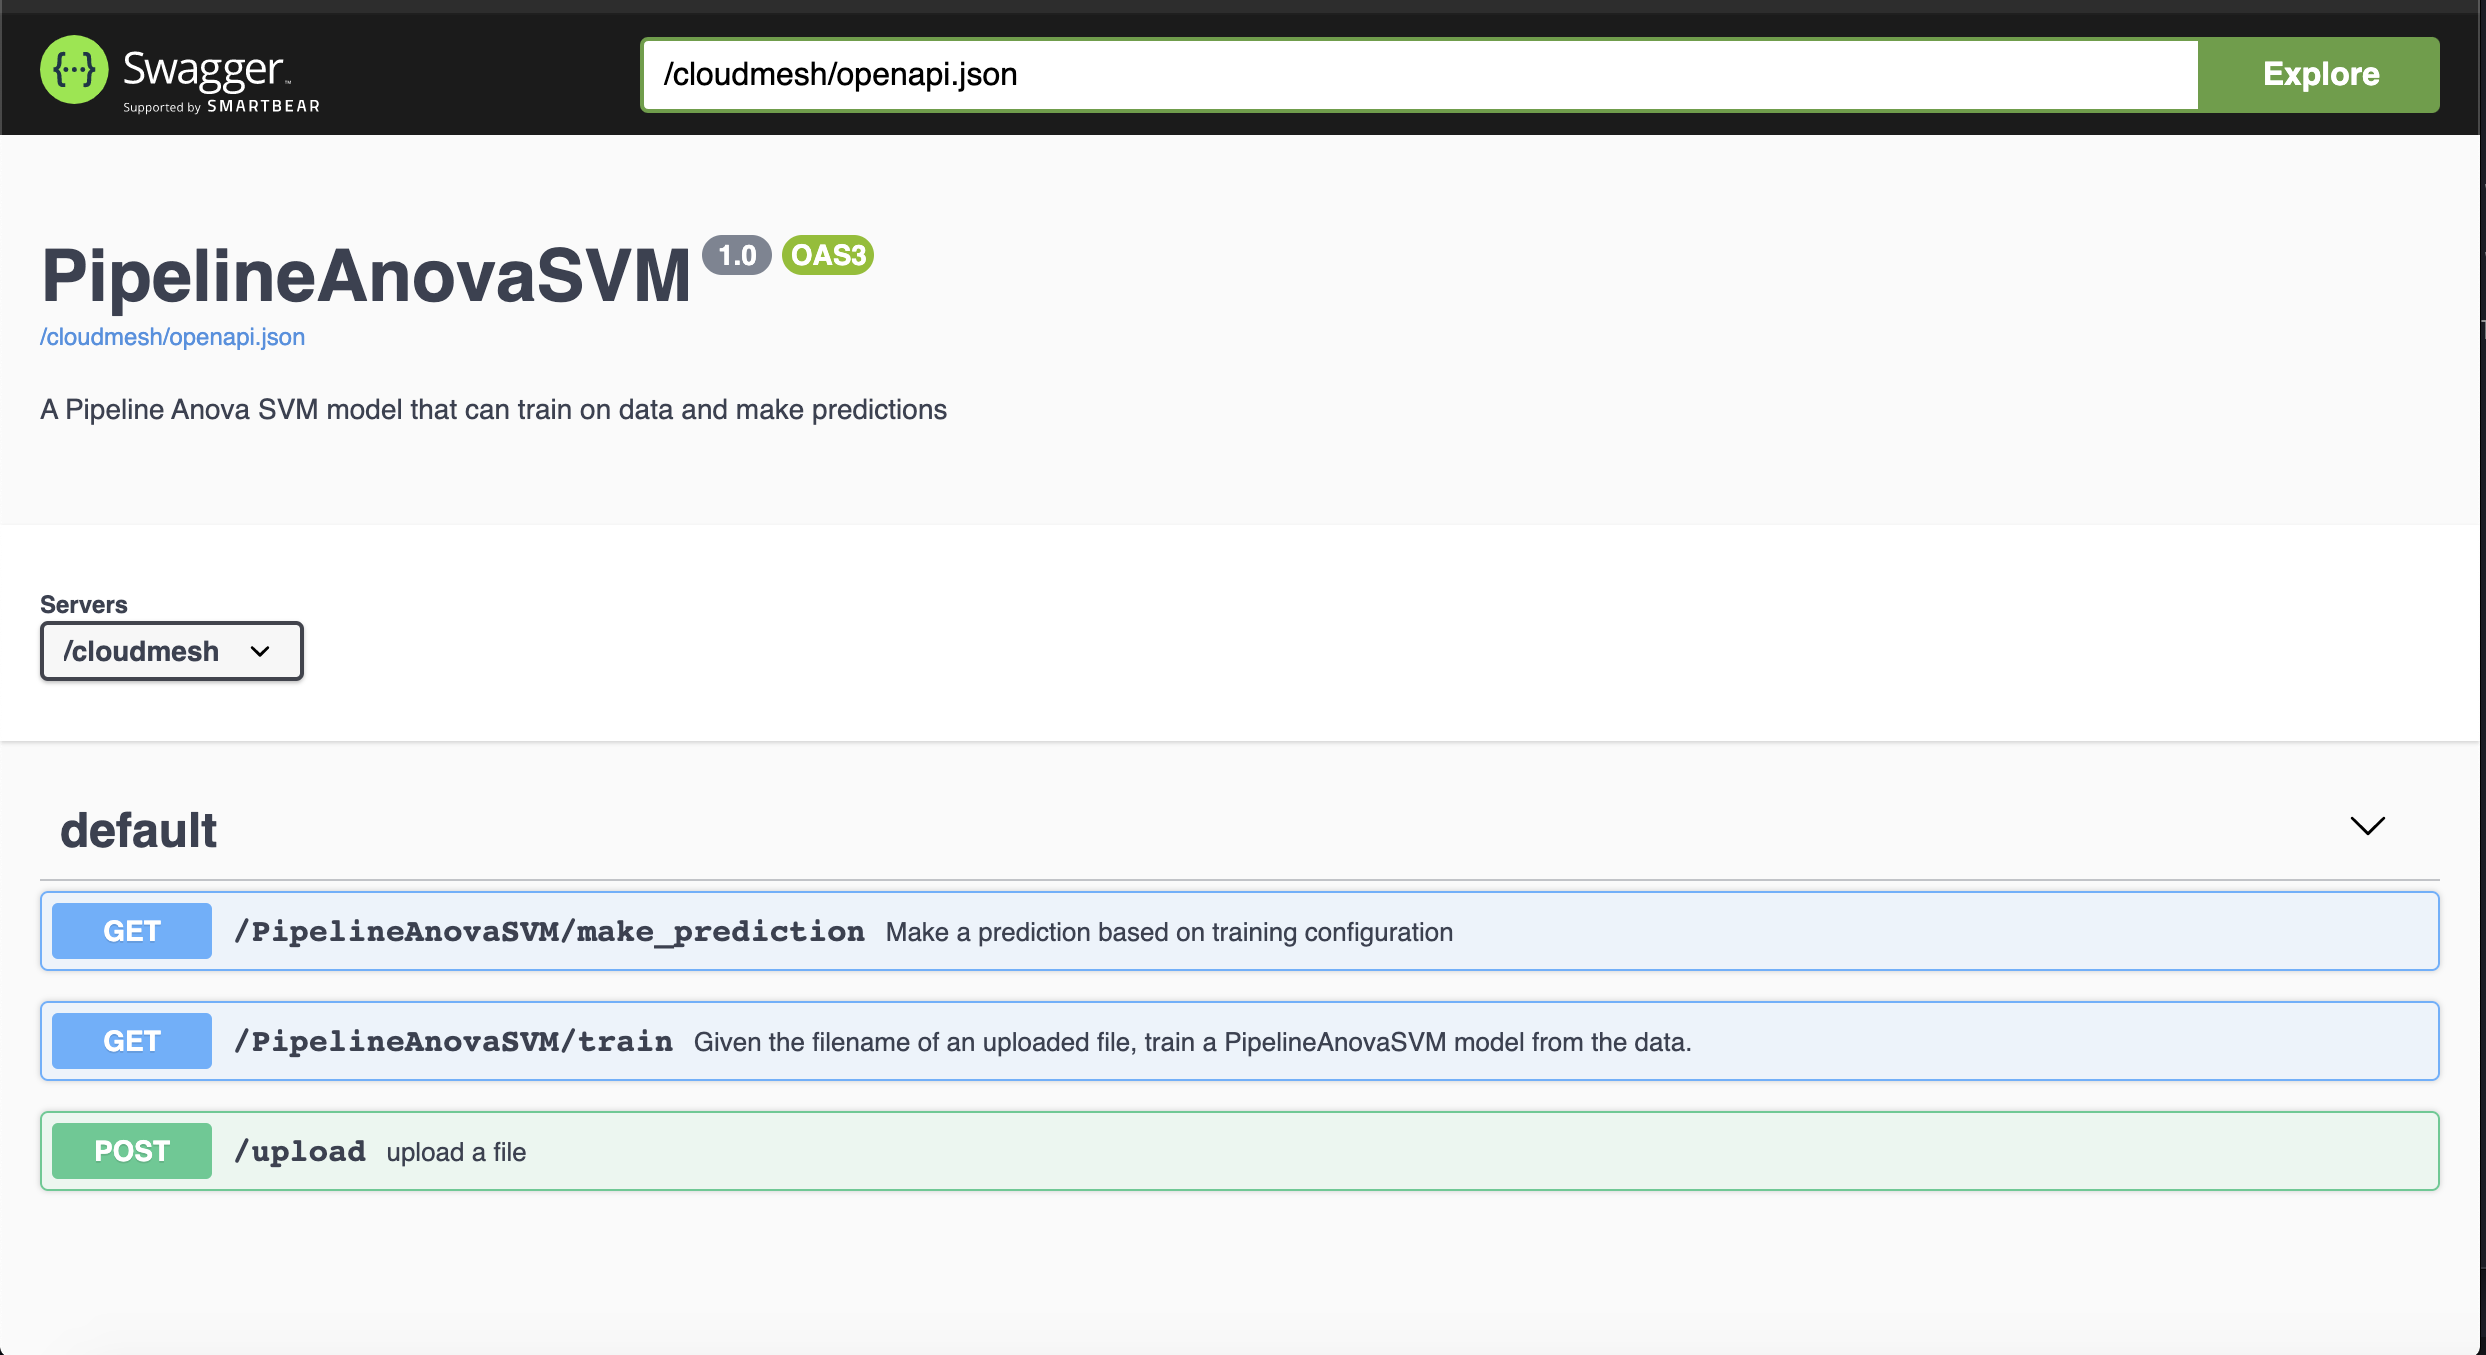 {···} Swagger™
Supported by SMARTBEAR
/cloudmesh/openapi.json
Explore
PipelineAnovaSVM 1.0 OAS3
/cloudmesh/openapi.json
A Pipeline Anova SVM model that can train on data and make predictions
Servers
/cloudmesh
default
GET /PipelineAnovaSVM/make_prediction Make a prediction based on training configuration
GET /PipelineAnovaSVM/train Given the filename of an uploaded file, train a PipelineAnovaSVM model from the data.
POST /upload upload a file